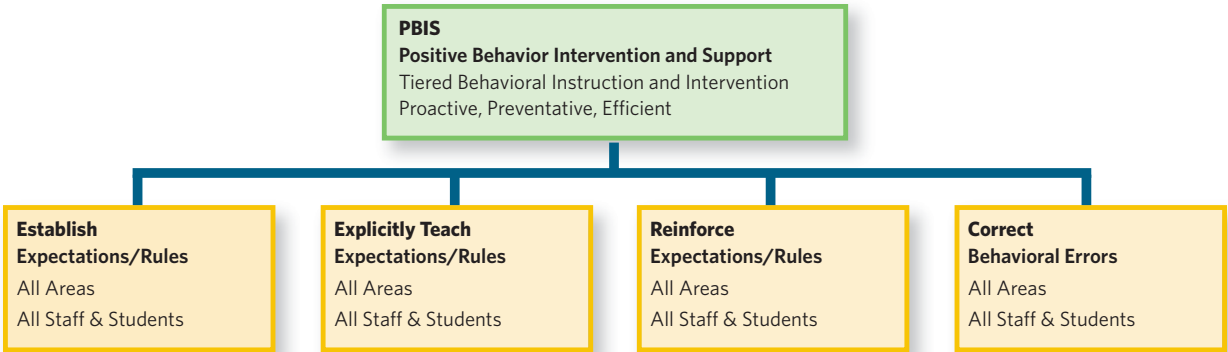 PBIS
Positive Behavior Intervention and Support
Tiered Behavioral Instruction and Intervention
Proactive, Preventative, Efficient
Establish
Expectations/Rules
All Areas
All Staff & Students
Explicitly Teach
Expectations/Rules
All Areas
All Staff & Students
Reinforce
Expectations/Rules
All Areas
All Staff & Students
Correct
Behavioral Errors
All Areas
All Staff & Students